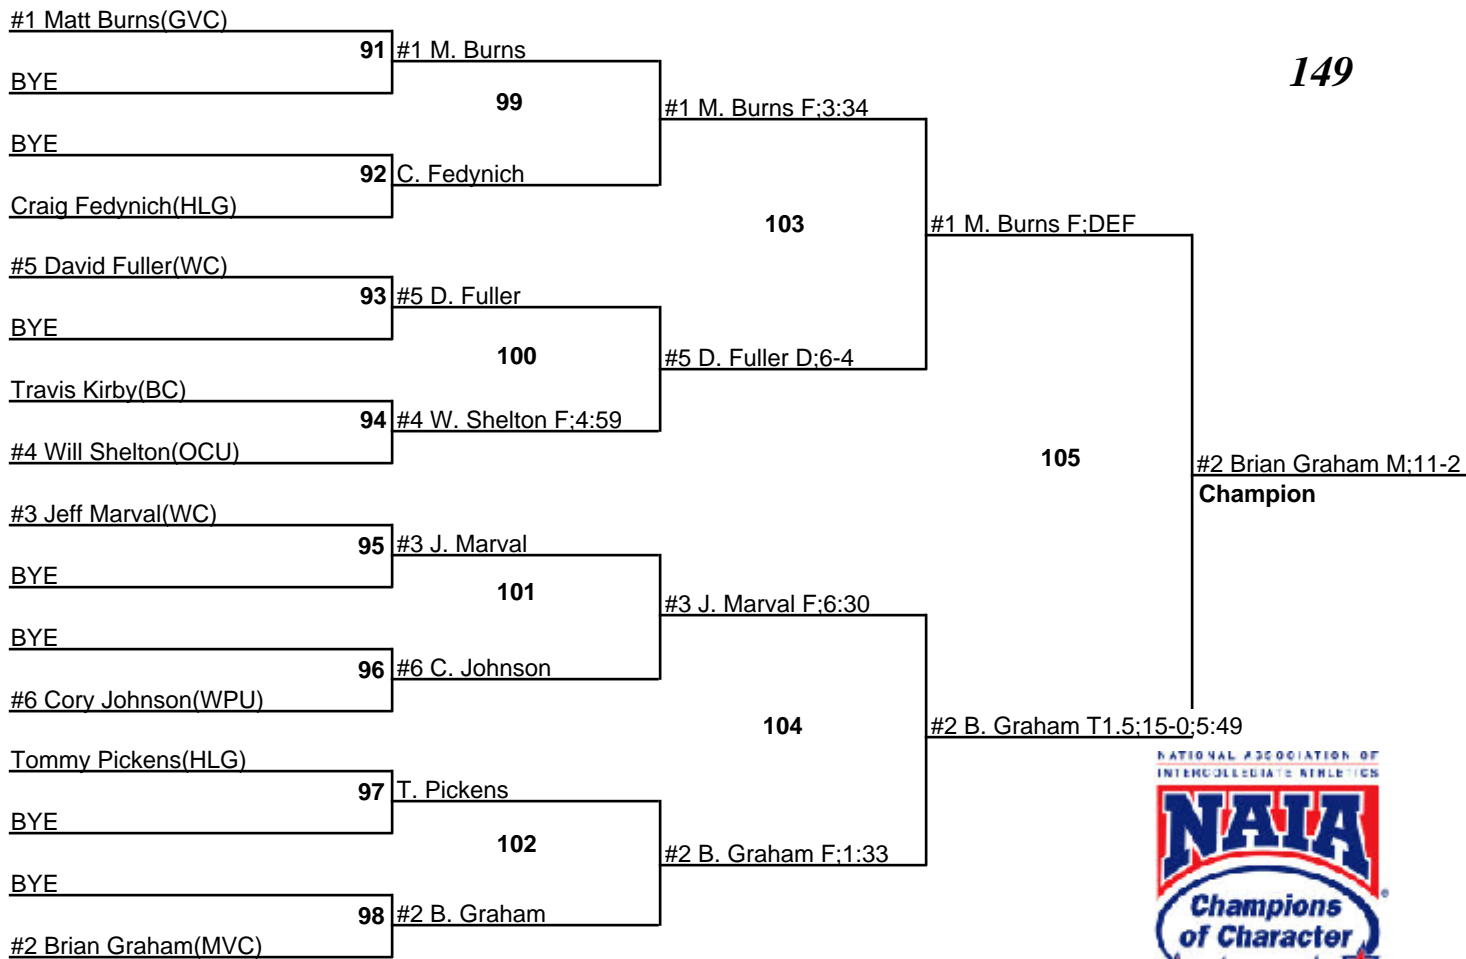 #1 Matt Burns(GVC)
91 #1 M. Burns
149
BYE
99
#1 M. Burns F;3:34
BYE
92 C. Fedynich
Craig Fedynich(HLG)
103
#1 M. Burns F;DEF
#5 David Fuller(WC)
93 #5 D. Fuller
BYE
100
#5 D. Fuller D;6-4
Travis Kirby(BC)
94 #4 W. Shelton F;4:59
#4 Will Shelton(OCU)
105
#2 Brian Graham M;11-2
Champion
#3 Jeff Marval(WC)
95 #3 J. Marval
BYE
101
#3 J. Marval F;6:30
BYE
96 #6 C. Johnson
#6 Cory Johnson(WPU)
104
#2 B. Graham T1.5;15-0;5:49
Tommy Pickens(HLG)
97 T. Pickens
BYE
102
#2 B. Graham F;1:33
BYE
98 #2 B. Graham
#2 Brian Graham(MVC)
NATIONAL ASSOCIATION OF
INTERCOLLEGIATE ATHLETICS
NAIA
®
Champions
of Character